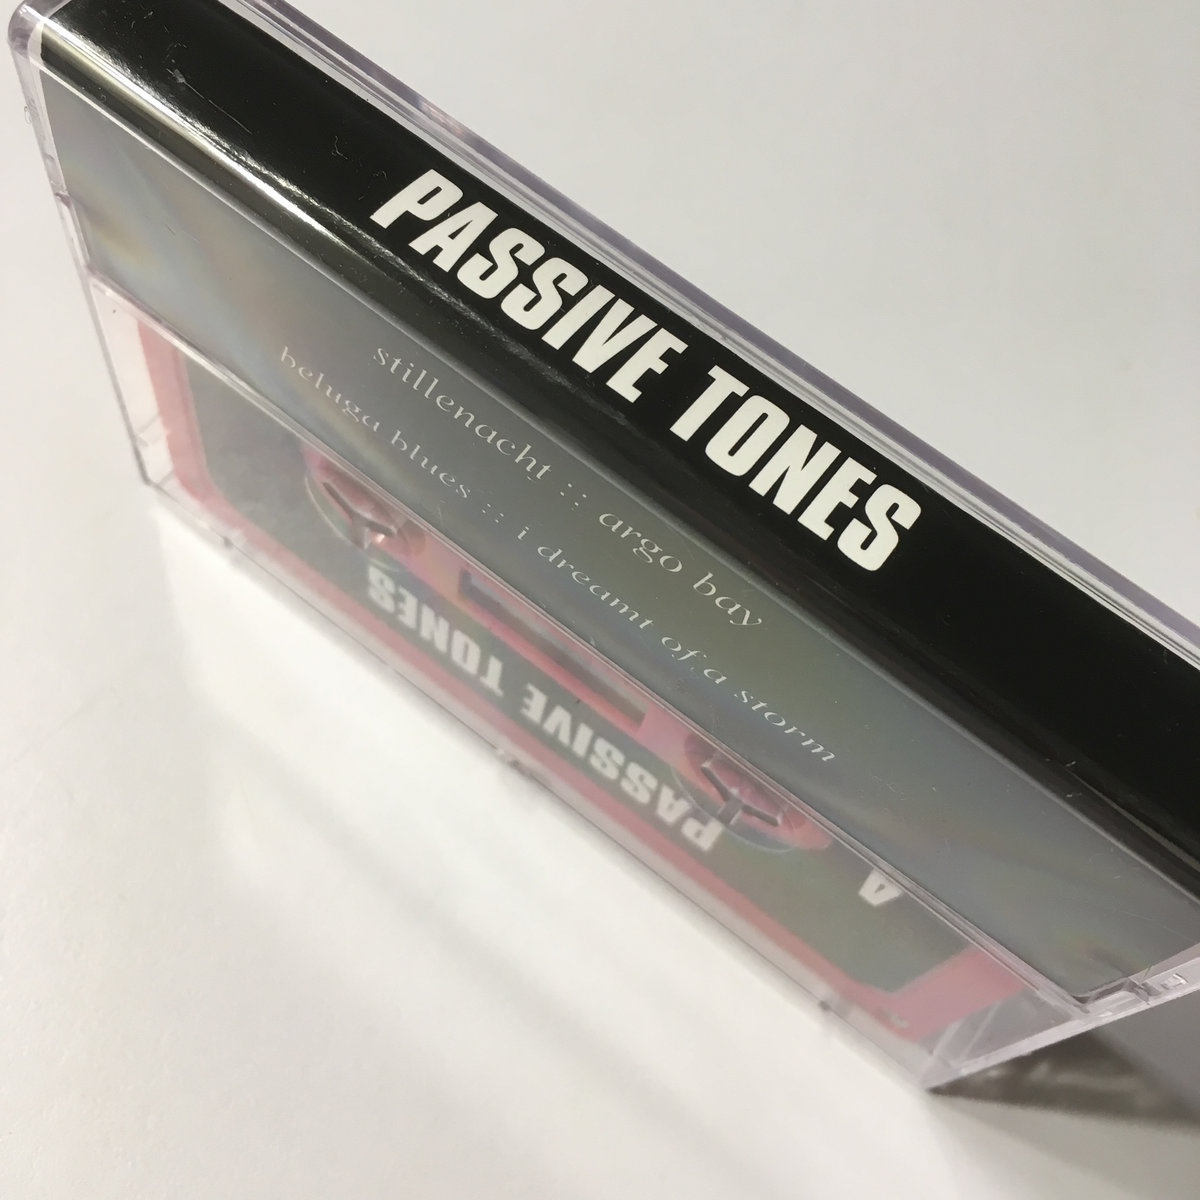 PASSIVE TONES
stillenacht :: argo bay
beluga blues :: i dreamt of a storm
PASSIVE TONES
A